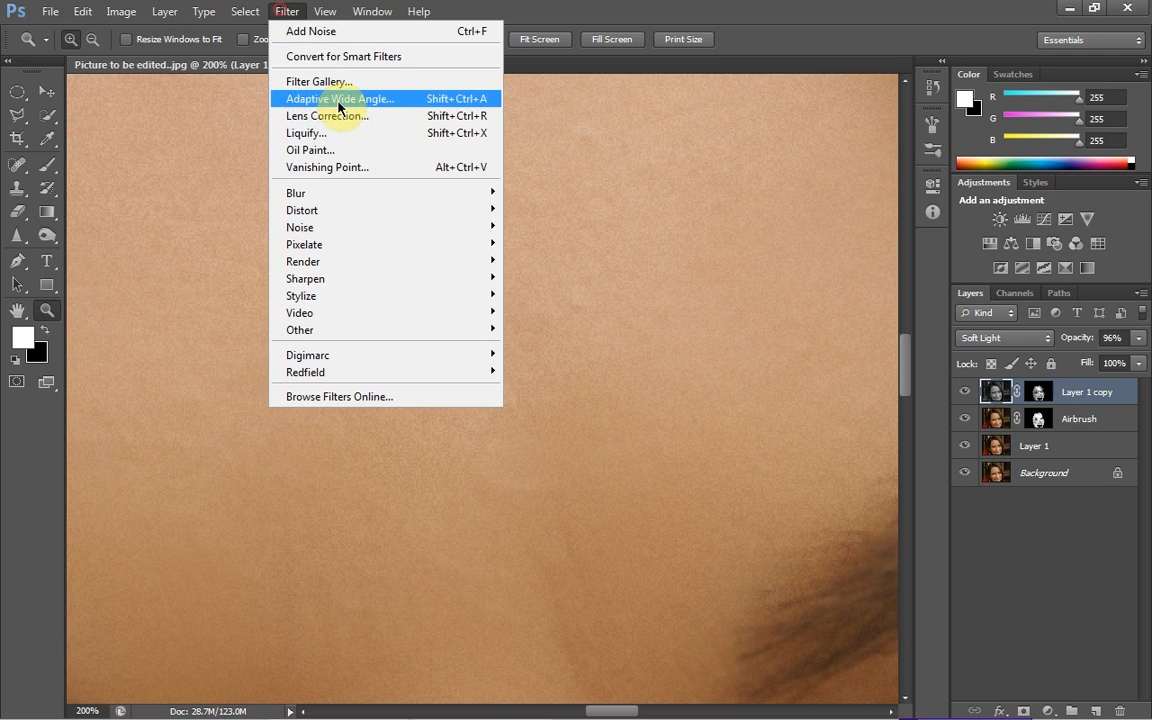 Ps File Edit Image Layer Type Select Filter View Window Help
Resize Windows to Fit Zoo Fit Screen Fill Screen Print Size Essentials
Picture to be edited..jpg @ 200% (Layer 1
Add Noise Ctrl+F
Convert for Smart Filters
Filter Gallery...
Adaptive Wide Angle... Shift+Ctrl+A
Lens Correction... Shift+Ctrl+R
Liquify... Shift+Ctrl+X
Oil Paint...
Vanishing Point... Alt+Ctrl+V
Blur
Distort
Noise
Pixelate
Render
Sharpen
Stylize
Video
Other
Digimarc
Redfield
Browse Filters Online...
Color Swatches
R 255
G 255
B 255
Adjustments Styles
Add an adjustment
Layers Channels Paths
Kind
Soft Light Opacity: 96%
Lock: Fill: 100%
Layer 1 copy
Airbrush
Layer 1
Background
200% Doc: 28.7M/123.0M